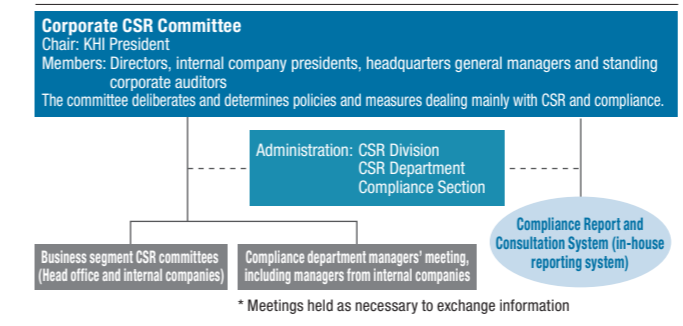 Corporate CSR Committee
Chair: KHI President
Members: Directors, internal company presidents, headquarters general managers and standing
corporate auditors
The committee deliberates and determines policies and measures dealing mainly with CSR and compliance.
Administration: CSR Division
CSR Department
Compliance Section
Business segment CSR committees
(Head office and internal companies)
Compliance department managers' meeting,
including managers from internal companies
Compliance Report and
Consultation System (in-house
reporting system)
* Meetings held as necessary to exchange information